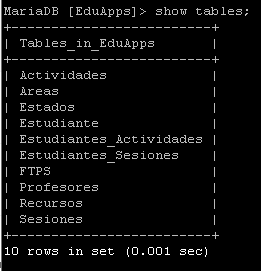 MariaDB [EduApps]> show tables;
+-------------------------+
| Tables_in_EduApps       |
+-------------------------+
| Actividades             |
| Areas                   |
| Estados                 |
| Estudiante              |
| Estudiantes_Actividades |
| Estudiantes_Sesiones    |
| FTPS                    |
| Profesores              |
| Recursos                |
| Sesiones                |
+-------------------------+
10 rows in set (0.001 sec)